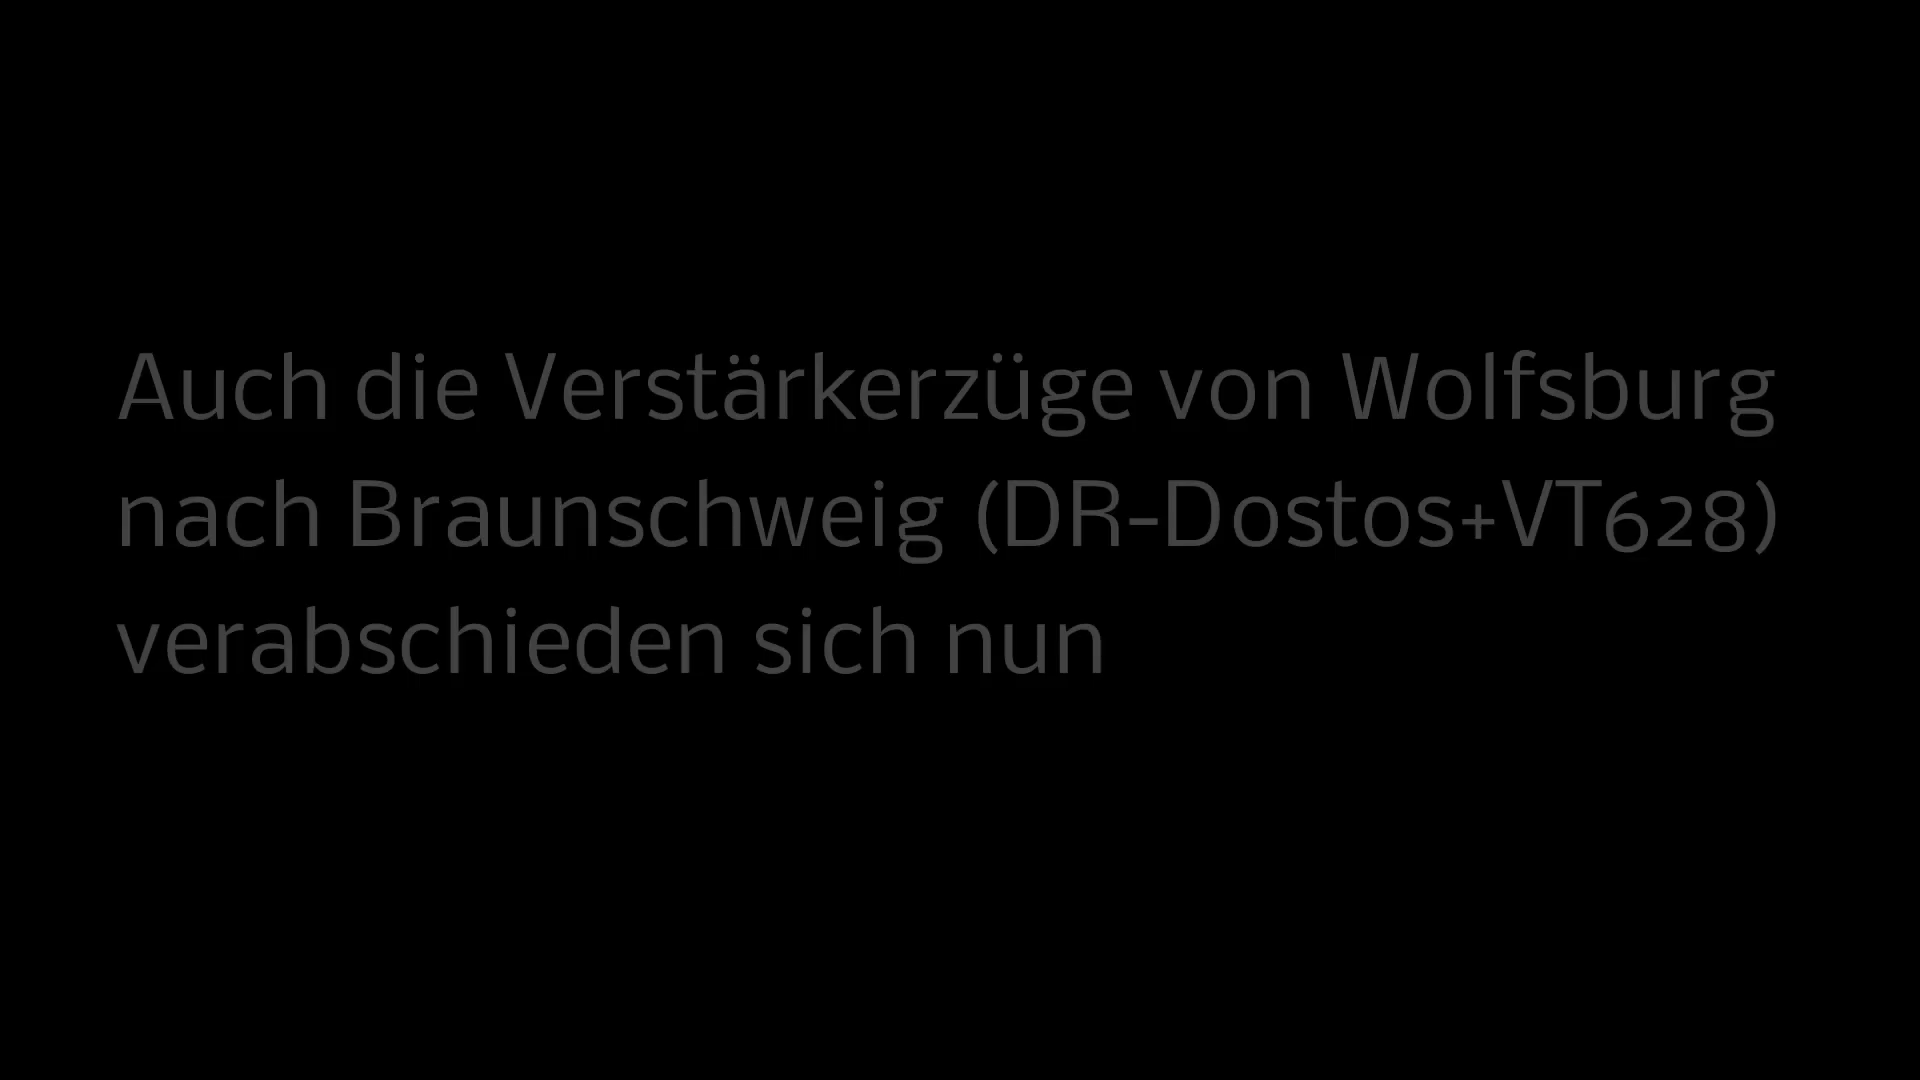 Auch die Verstärkerzüge von Wolfsburg
nach Braunschweig (DR-Dostos+VT628)
verabschieden sich nun